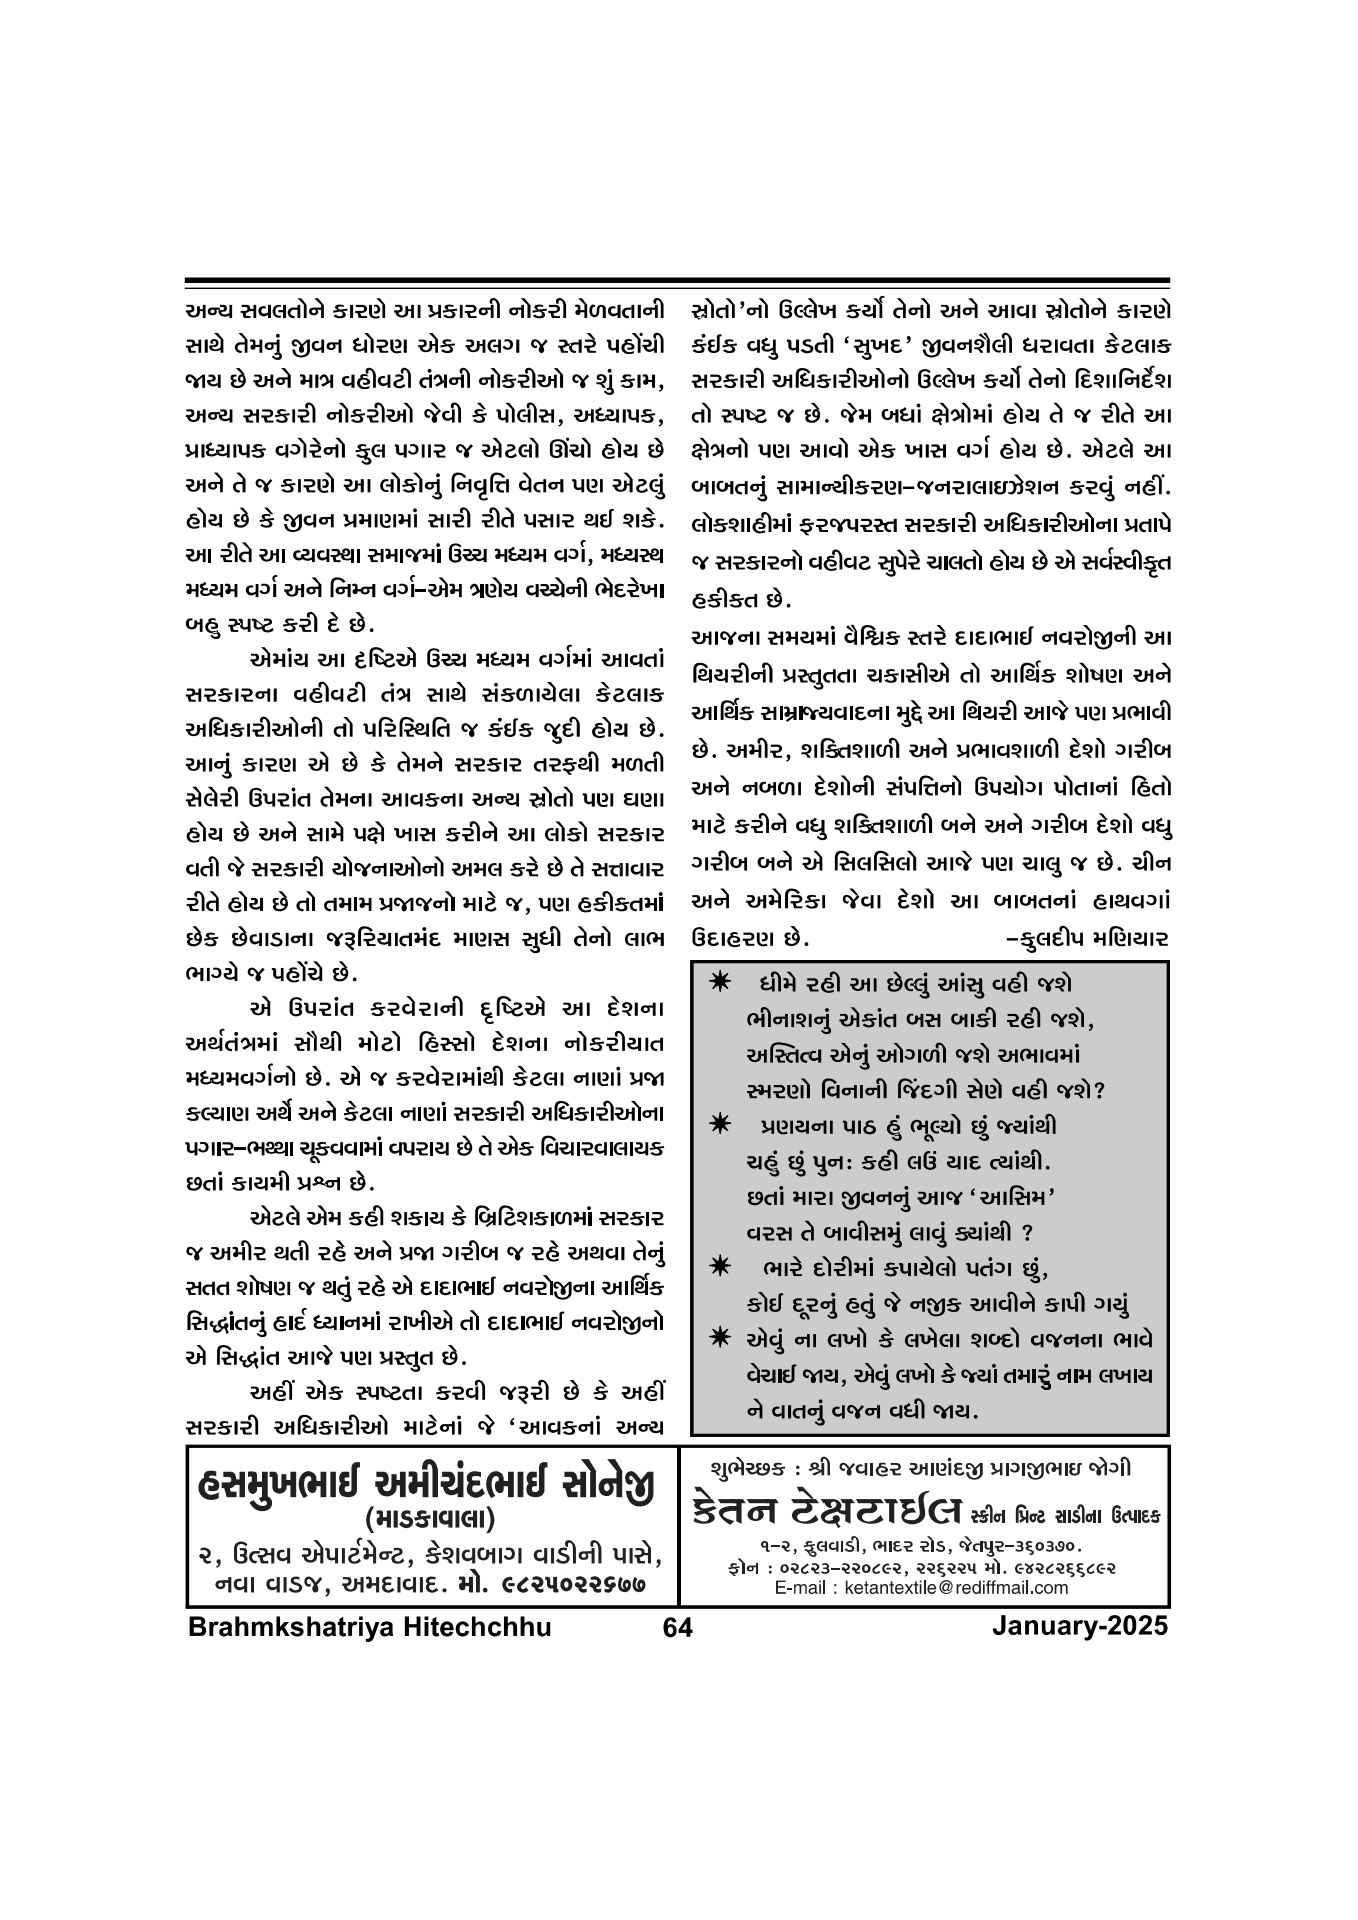 અન્ય સવલતોને કારણે આ પ્રકારની નોકરી મેળવતાની
સાથે તેમનું જીવન ધોરણ એક અલગ જ સ્તરે પહોંચી
જાય છે અને માત્ર વહીવટી તંત્રની નોકરીઓ જ શું કામ,
અન્ય સરકારી નોકરીઓ જેવી કે પોલીસ, અધ્યાપક,
પ્રાધ્યાપક વગેરેનો કુલ પગાર જ એટલો ઊંચો હોય છે
અને તે જ કારણે આ લોકોનું નિવૃત્તિ વેતન પણ એટલું
હોય છે કે જીવન પ્રમાણમાં સારી રીતે પસાર થઈ શકે.
આ રીતે આ વ્યવસ્થા સમાજમાં ઉચ્ચ મધ્યમ વર્ગ, મધ્યસ્થ
મધ્યમ વર્ગ અને નિમ્ન વર્ગ–એમ ત્રણેય વચ્ચેની ભેદરેખા
બહુ સ્પષ્ટ કરી દે છે.
એમાંય આ દૃષ્ટિએ ઉચ્ચ મધ્યમ વર્ગમાં આવતાં
સરકારના વહીવટી તંત્ર સાથે સંકળાયેલા કેટલાક
અધિકારીઓની તો પરિસ્થિતિ જ કંઈક જુદી હોય છે.
આનું કારણ એ છે કે તેમને સરકાર તરફથી મળતી
સેલેરી ઉપરાંત તેમના આવકના અન્ય સ્રોતો પણ ઘણા
હોય છે અને સામે પક્ષે ખાસ કરીને આ લોકો સરકાર
વતી જે સરકારી યોજનાઓનો અમલ કરે છે તે સત્તાવાર
રીતે હોય છે તો તમામ પ્રજાજનો માટે જ, પણ હકીકતમાં
છેક છેવાડાના જરૂરિયાતમંદ માણસ સુધી તેનો લાભ
ભાગ્યે જ પહોંચે છે.
એ ઉપરાંત કરવેરાની દૃષ્ટિએ આ દેશના
અર્થતંત્રમાં સૌથી મોટો હિસ્સો દેશના નોકરીયાત
મધ્યમવર્ગનો છે. એ જ કરવેરામાંથી કેટલા નાણાં પ્રજા
કલ્યાણ અર્થે અને કેટલા નાણાં સરકારી અધિકારીઓના
પગાર–ભથ્થા ચૂકવવામાં વપરાય છે તે એક વિચારવાલાયક
છતાં કાયમી પ્રશ્ન છે.
એટલે એમ કહી શકાય કે બ્રિટિશકાળમાં સરકાર
જ અમીર થતી રહે અને પ્રજા ગરીબ જ રહે અથવા તેનું
સતત શોષણ જ થતું રહે એ દાદાભાઈ નવરોજીના આર્થિક
સિદ્ધાંતનું હાર્દ ધ્યાનમાં રાખીએ તો દાદાભાઈ નવરોજીનો
એ સિદ્ધાંત આજે પણ પ્રસ્તુત છે.
અહીં એક સ્પષ્ટતા કરવી જરૂરી છે કે અહીં
સરકારી અધિકારીઓ માટેનાં જે ‘આવકનાં અન્ય
સ્રોતો’નો ઉલ્લેખ કર્યો તેનો અને આવા સ્રોતોને કારણે
કંઈક વધુ પડતી ‘સુખદ’ જીવનશૈલી ધરાવતા કેટલાક
સરકારી અધિકારીઓનો ઉલ્લેખ કર્યો તેનો દિશાનિર્દેશ
તો સ્પષ્ટ જ છે. જેમ બધાં ક્ષેત્રોમાં હોય તે જ રીતે આ
ક્ષેત્રનો પણ આવો એક ખાસ વર્ગ હોય છે. એટલે આ
બાબતનું સામાન્યીકરણ–જનરાલાઇઝેશન કરવું નહીં.
લોકશાહીમાં ફરજપરસ્ત સરકારી અધિકારીઓના પ્રતાપે
જ સરકારનો વહીવટ સુપેરે ચાલતો હોય છે એ સર્વસ્વીકૃત
હકીકત છે.
આજના સમયમાં વૈશ્વિક સ્તરે દાદાભાઈ નવરોજીની આ
થિયરીની પ્રસ્તુતતા ચકાસીએ તો આર્થિક શોષણ અને
આર્થિક સામ્રાજ્યવાદના મુદ્દે આ થિયરી આજે પણ પ્રભાવી
છે. અમીર, શક્તિશાળી અને પ્રભાવશાળી દેશો ગરીબ
અને નબળા દેશોની સંપત્તિનો ઉપયોગ પોતાનાં હિતો
માટે કરીને વધુ શક્તિશાળી બને અને ગરીબ દેશો વધુ
ગરીબ બને એ સિલસિલો આજે પણ ચાલુ જ છે. ચીન
અને અમેરિકા જેવા દેશો આ બાબતનાં હાથવગાં
ઉદાહરણ છે. –કુલદીપ મણિયાર
✷ ધીમે રહી આ છેલ્લું આંસુ વહી જશે
ભીનાશનું એકાંત બસ બાકી રહી જશે,
અસ્તિત્વ એનું ઓગળી જશે અભાવમાં
સ્મરણો વિનાની જિંદગી સેણે વહી જશે?
✷ પ્રણયના પાઠ હું ભૂલ્યો છું જ્યાંથી
ચહું છું પુનઃ કહી લઉં યાદ ત્યાંથી.
છતાં મારા જીવનનું આજ ‘આસિમ’
વરસ તે બાવીસમું લાવું ક્યાંથી ?
✷ ભારે દોરીમાં કપાયેલો પતંગ છું,
કોઈ દૂરનું હતું જે નજીક આવીને કાપી ગયું
✷ એવું ના લખો કે લખેલા શબ્દો વજનના ભાવે
વેચાઈ જાય, એવું લખો કે જ્યાં તમારું નામ લખાય
ને વાતનું વજન વધી જાય.
હસમુખભાઈ અમીચંદભાઈ સોનેજી
(માડકાવાલા)
૨, ઉત્સવ એપાર્ટમેન્ટ, કેશવબાગ વાડીની પાસે,
નવા વાડજ, અમદાવાદ. મો. ૯૮૨૫૦૨૨૬૭૭
શુભેચ્છક : શ્રી જવાહર આણંદજી પ્રાગજીભાઇ જોગી
કેતન ટેક્ષટાઈલ સ્ક્રીન પ્રિન્ટ સાડીના ઉત્પાદક
૧–૨, ફુલવાડી, ભાદર રોડ, જેતપુર–૩૬૦૩૭૦.
ફોન : ૦૨૮૨૩–૨૨૦૮૯૨, ૨૨૬૨૨૫ મો. ૯૪૨૮૨૬૬૮૯૨
E-mail : ketantextile@rediffmail.com
Brahmkshatriya Hitechchhu 64 January-2025